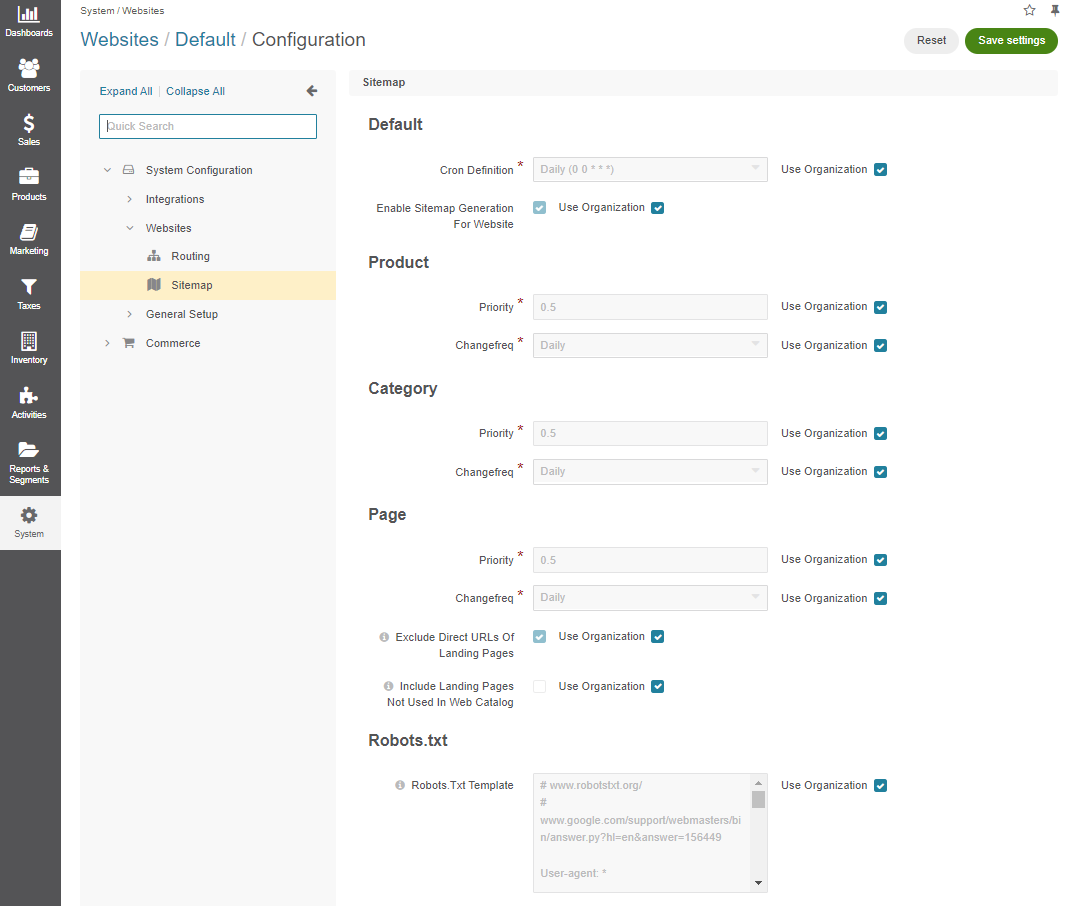 System / Websites
Websites / Default / Configuration
Reset
Save settings
Dashboards
Customers
Sales
Products
Marketing
Taxes
Inventory
Activities
Reports &
Segments
System
Expand All | Collapse All
Quick Search
System Configuration
Integrations
Websites
Routing
Sitemap
General Setup
Commerce
Sitemap
Default
Cron Definition * Daily (0 0 * * *) Use Organization
Enable Sitemap Generation
For Website
Use Organization
Product
Priority * 0.5 Use Organization
Changefreq * Daily Use Organization
Category
Priority * 0.5 Use Organization
Changefreq * Daily Use Organization
Page
Priority * 0.5 Use Organization
Changefreq * Daily Use Organization
Exclude Direct URLs Of
Landing Pages
Use Organization
Include Landing Pages
Not Used In Web Catalog
Use Organization
Robots.txt
Robots.Txt Template
# www.robotstxt.org/
#
www.google.com/support/webmasters/bi
n/answer.py?hl=en&answer=156449
User-agent: *
Use Organization